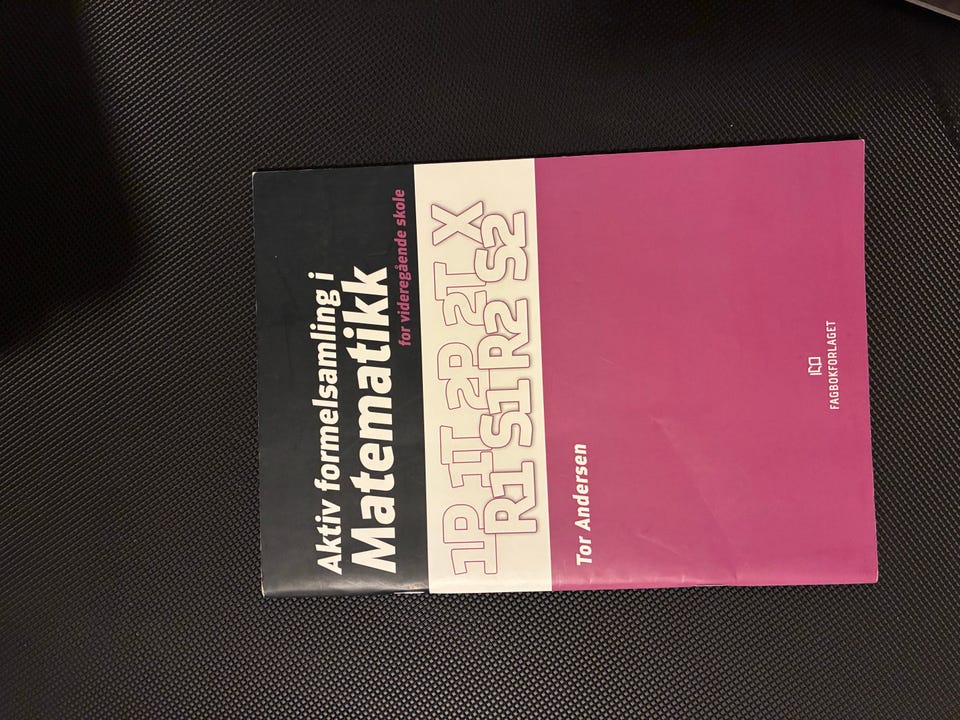 Aktiv formelsamling i
Matematikk
for videregående skole
1P 1T 2P 2T X
R1 S1 R2 S2
Tor Andersen
FAGBOKFORLAGET